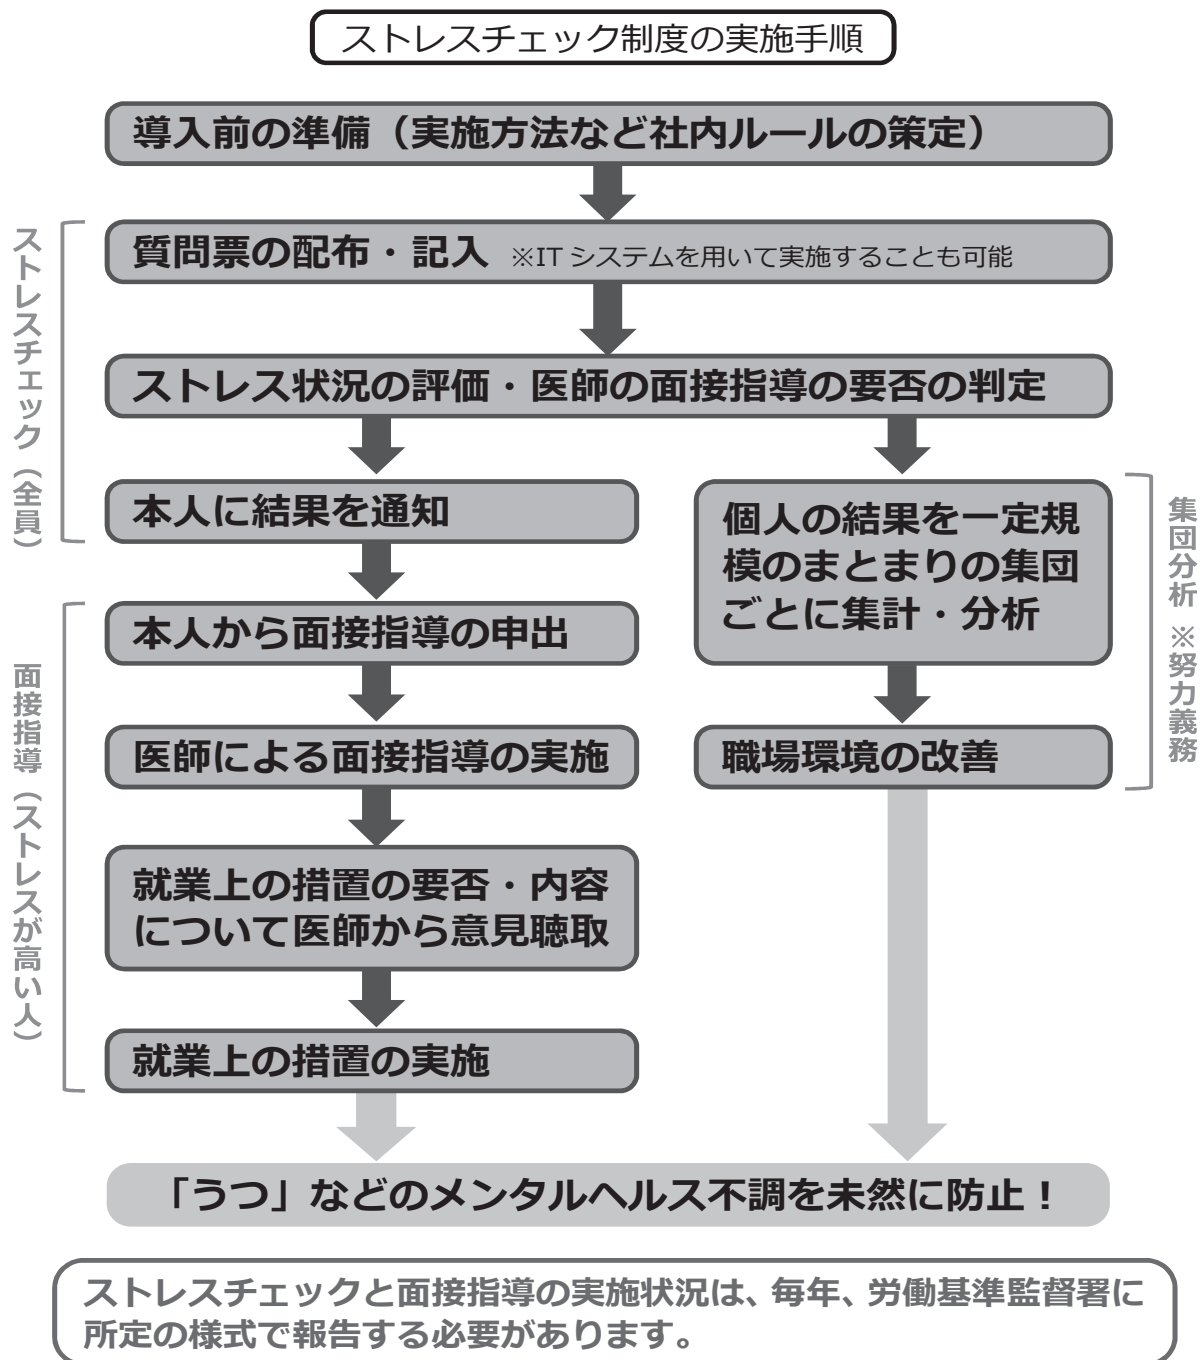 ストレスチェック制度の実施手順
導入前の準備（実施方法など社内ルールの策定）
ストレスチェック（全員）
質問票の配布・記入 ※IT システムを用いて実施することも可能
ストレス状況の評価・医師の面接指導の要否の判定
本人に結果を通知
面接指導（ストレスが高い人）
本人から面接指導の申出
医師による面接指導の実施
就業上の措置の要否・内容
について医師から意見聴取
就業上の措置の実施
個人の結果を一定規
模のまとまりの集団
ごとに集計・分析
職場環境の改善
集団分析 ※努力義務
「うつ」などのメンタルヘルス不調を未然に防止！
ストレスチェックと面接指導の実施状況は、毎年、労働基準監督署に
所定の様式で報告する必要があります。